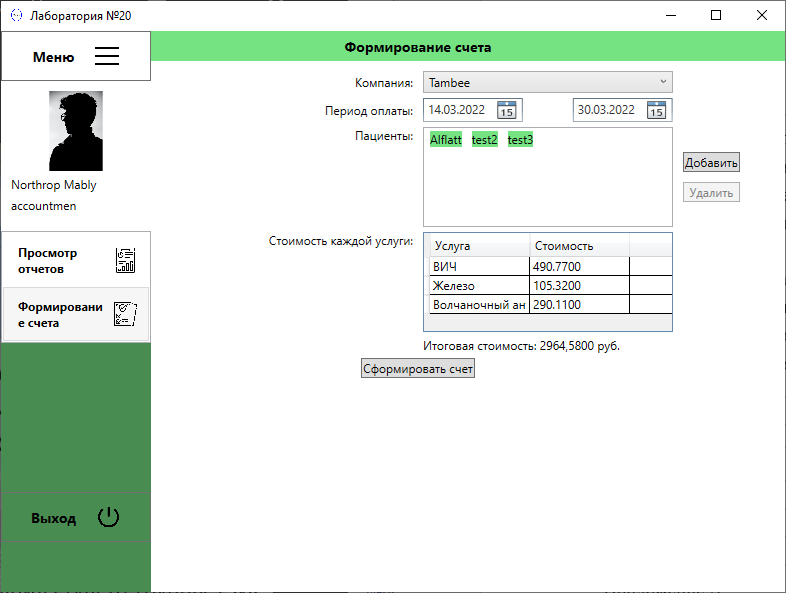 Лаборатория №20
Меню
Northrop Mably
accountmen
Просмотр
отчетов
Формировани
е счета
Выход
Формирование счета
Компания: Tambee
Период оплаты: 14.03.2022 15 30.03.2022 15
Пациенты: Alflatt test2 test3
Добавить
Удалить
Стоимость каждой услуги:
Услуга Стоимость
ВИЧ 490.7700
Железо 105.3200
Волчаночный ан 290.1100
Итоговая стоимость: 2964,5800 руб.
Сформировать счет